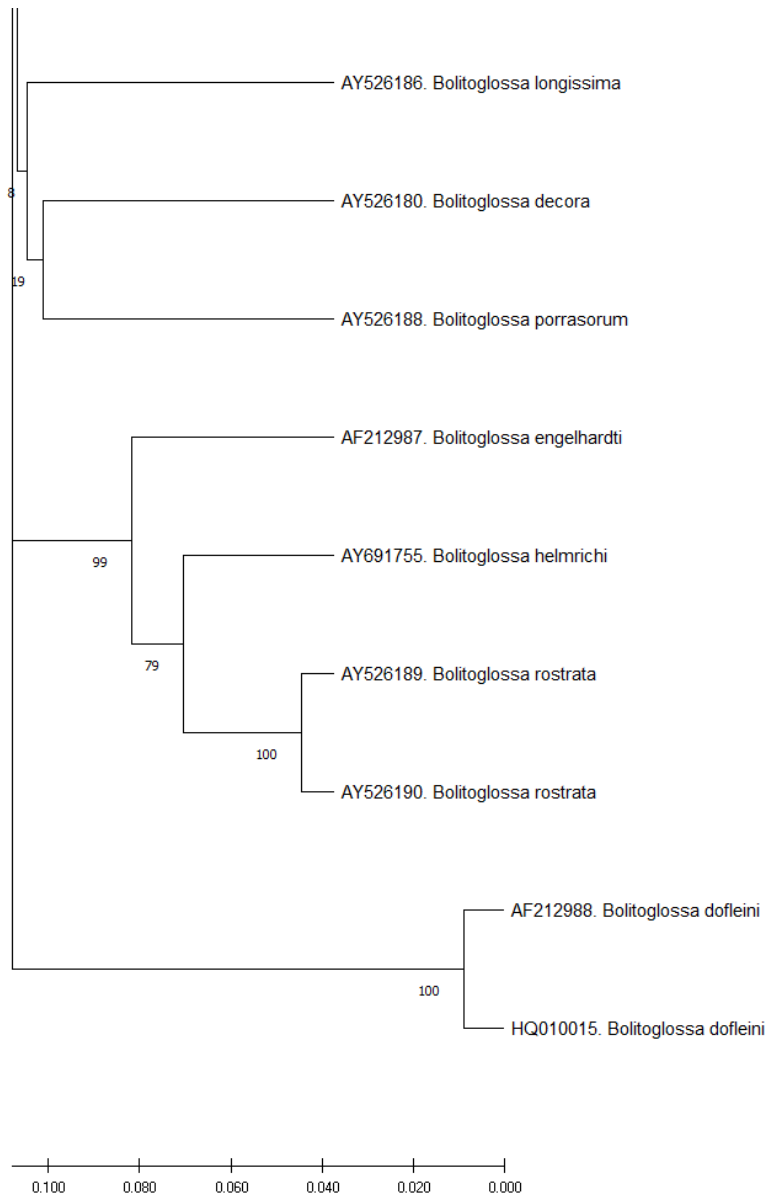 AY526186. Bolitoglossa longissima
8
AY526180. Bolitoglossa decora
19
AY526188. Bolitoglossa porrasorum
AF212987. Bolitoglossa engelhardti
99
AY691755. Bolitoglossa helmrichi
79
AY526189. Bolitoglossa rostrata
100
AY526190. Bolitoglossa rostrata
AF212988. Bolitoglossa dofleini
100
HQ010015. Bolitoglossa dofleini
0.100 0.080 0.060 0.040 0.020 0.000